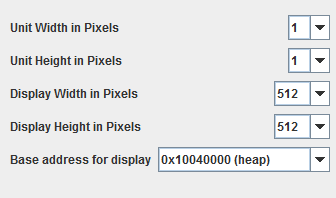 Unit Width in Pixels 1
Unit Height in Pixels 1
Display Width in Pixels 512
Display Height in Pixels 512
Base address for display 0x10040000 (heap)